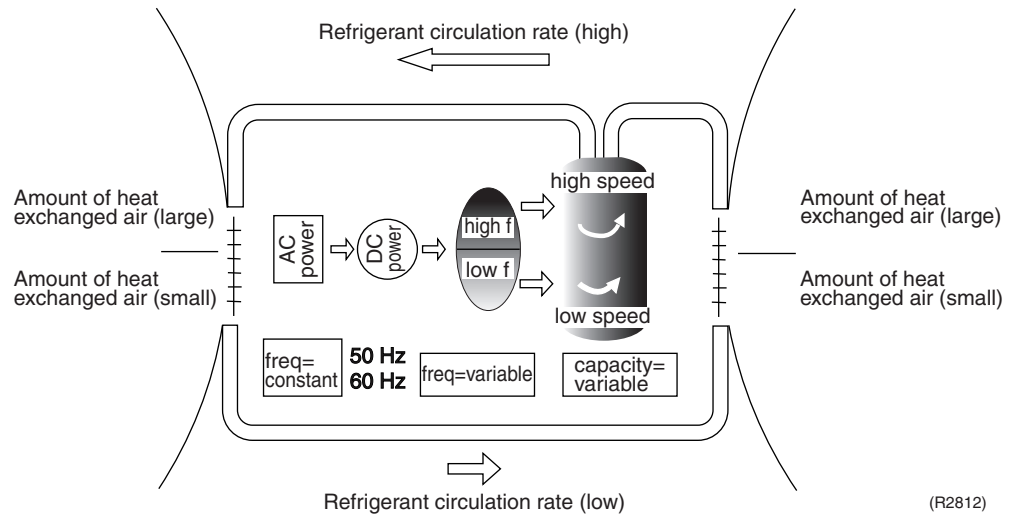 Refrigerant circulation rate (high)
Amount of heat
exchanged air (large)
Amount of heat
exchanged air (small)
AC
power
DC
power
high f
low f
high speed
low speed
Amount of heat
exchanged air (large)
Amount of heat
exchanged air (small)
freq=
constant
50 Hz
60 Hz
freq=variable
capacity=
variable
Refrigerant circulation rate (low)
(R2812)